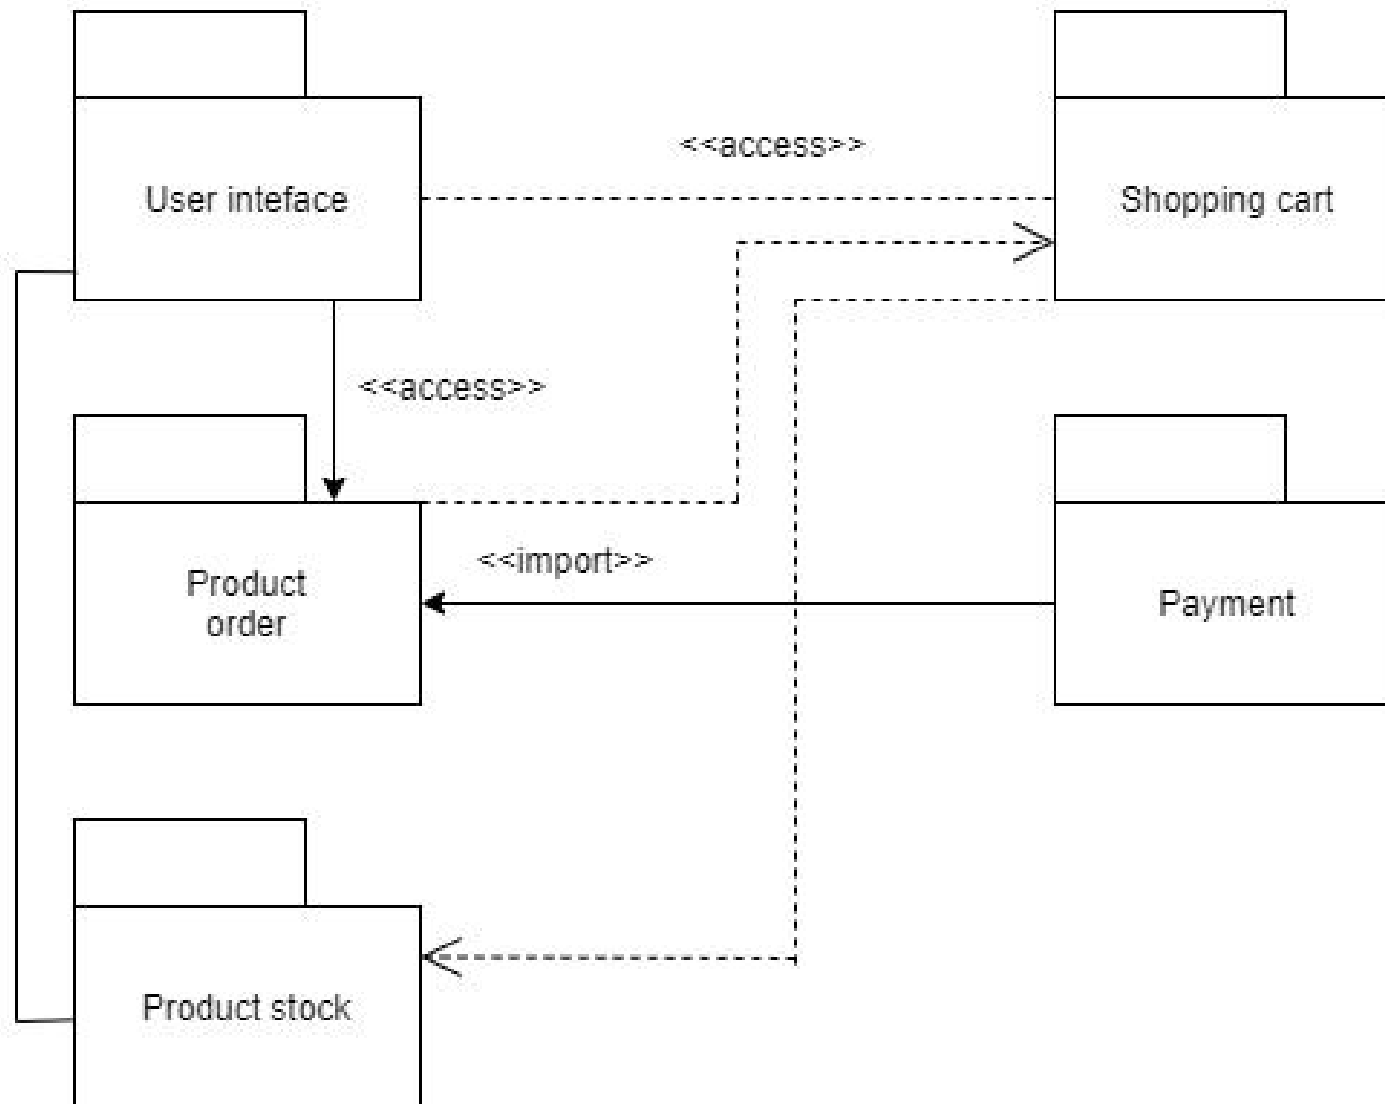 <<access>>
User inteface
Shopping cart
<<access>>
<<import>>
Product
order
Payment
Product stock